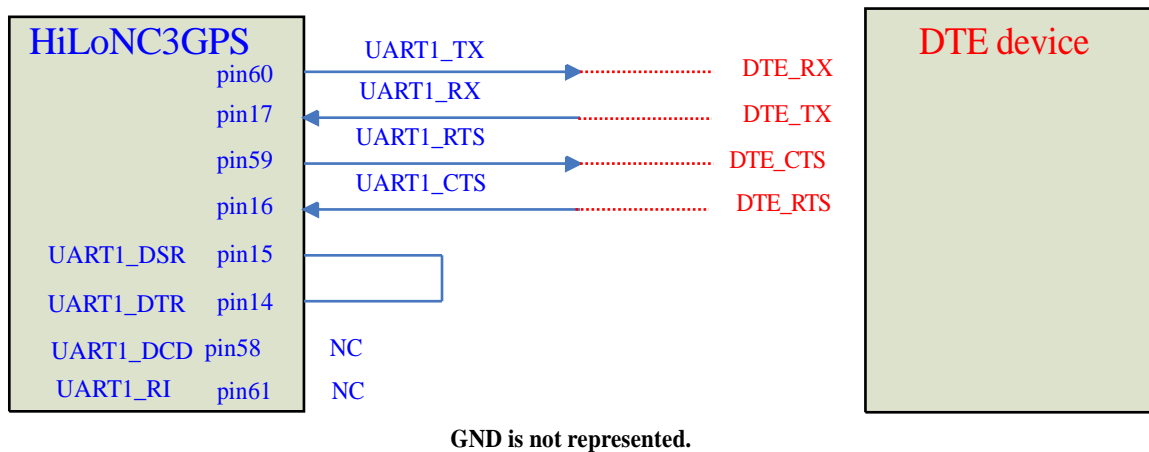 HiLoNC3GPS
DTE device
pin60 UART1_TX DTE_RX
pin17 UART1_RX DTE_TX
pin59 UART1_RTS DTE_CTS
pin16 UART1_CTS DTE_RTS
UART1_DSR pin15
UART1_DTR pin14
UART1_DCD pin58 NC
UART1_RI pin61 NC
GND is not represented.